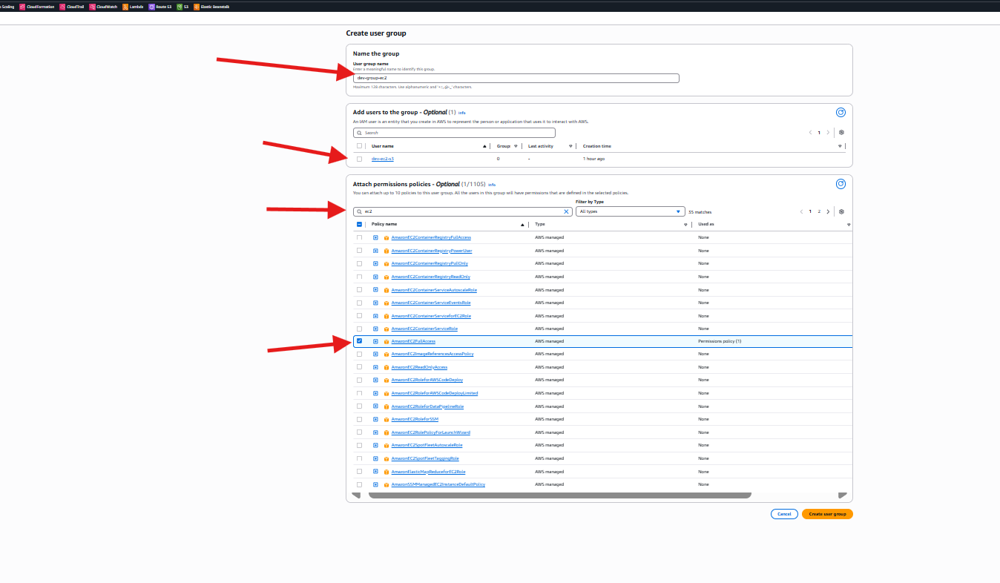 Scaling CloudFormation CloudTrail CloudWatch Lambda Route 53 S3 Elastic Beanstalk
Create user group
Name the group
User group name
Enter a meaningful name to identify this group.
dev-group-ec2
Maximum 128 characters. Use alphanumeric and '+=,.@-_' characters.
Add users to the group - Optional (1) Info
An IAM user is an entity that you create in AWS to represent the person or application that uses it to interact with AWS.
Search
1
User name Group Last activity Creation time
dev-ec2-s3 0 - 1 hour ago
Attach permissions policies - Optional (1/1105) Info
You can attach up to 10 policies to this user group. All the users in this group will have permissions that are defined in the selected policies.
Filter by Type
ec2 All types 35 matches 1 2
Policy name Type Used as
AmazonEC2ContainerRegistryFullAccess AWS managed None
AmazonEC2ContainerRegistryPowerUser AWS managed None
AmazonEC2ContainerRegistryPullOnly AWS managed None
AmazonEC2ContainerRegistryReadOnly AWS managed None
AmazonEC2ContainerServiceAutoscaleRole AWS managed None
AmazonEC2ContainerServiceEventsRole AWS managed None
AmazonEC2ContainerServiceforEC2Role AWS managed None
AmazonEC2ContainerServiceRole AWS managed None
AmazonEC2FullAccess AWS managed Permissions policy (1)
AmazonEC2ImageReferencesAccessPolicy AWS managed None
AmazonEC2ReadOnlyAccess AWS managed None
AmazonEC2RoleforAWSCodeDeploy AWS managed None
AmazonEC2RoleforAWSCodeDeployLimited AWS managed None
AmazonEC2RoleforDataPipelineRole AWS managed None
AmazonEC2RoleforSSM AWS managed None
AmazonEC2RolePolicyForLaunchWizard AWS managed None
AmazonEC2SpotFleetAutoscaleRole AWS managed None
AmazonEC2SpotFleetTaggingRole AWS managed None
AmazonElasticMapReduceforEC2Role AWS managed None
AmazonSSMManagedEC2InstanceDefaultPolicy AWS managed None
Cancel Create user group